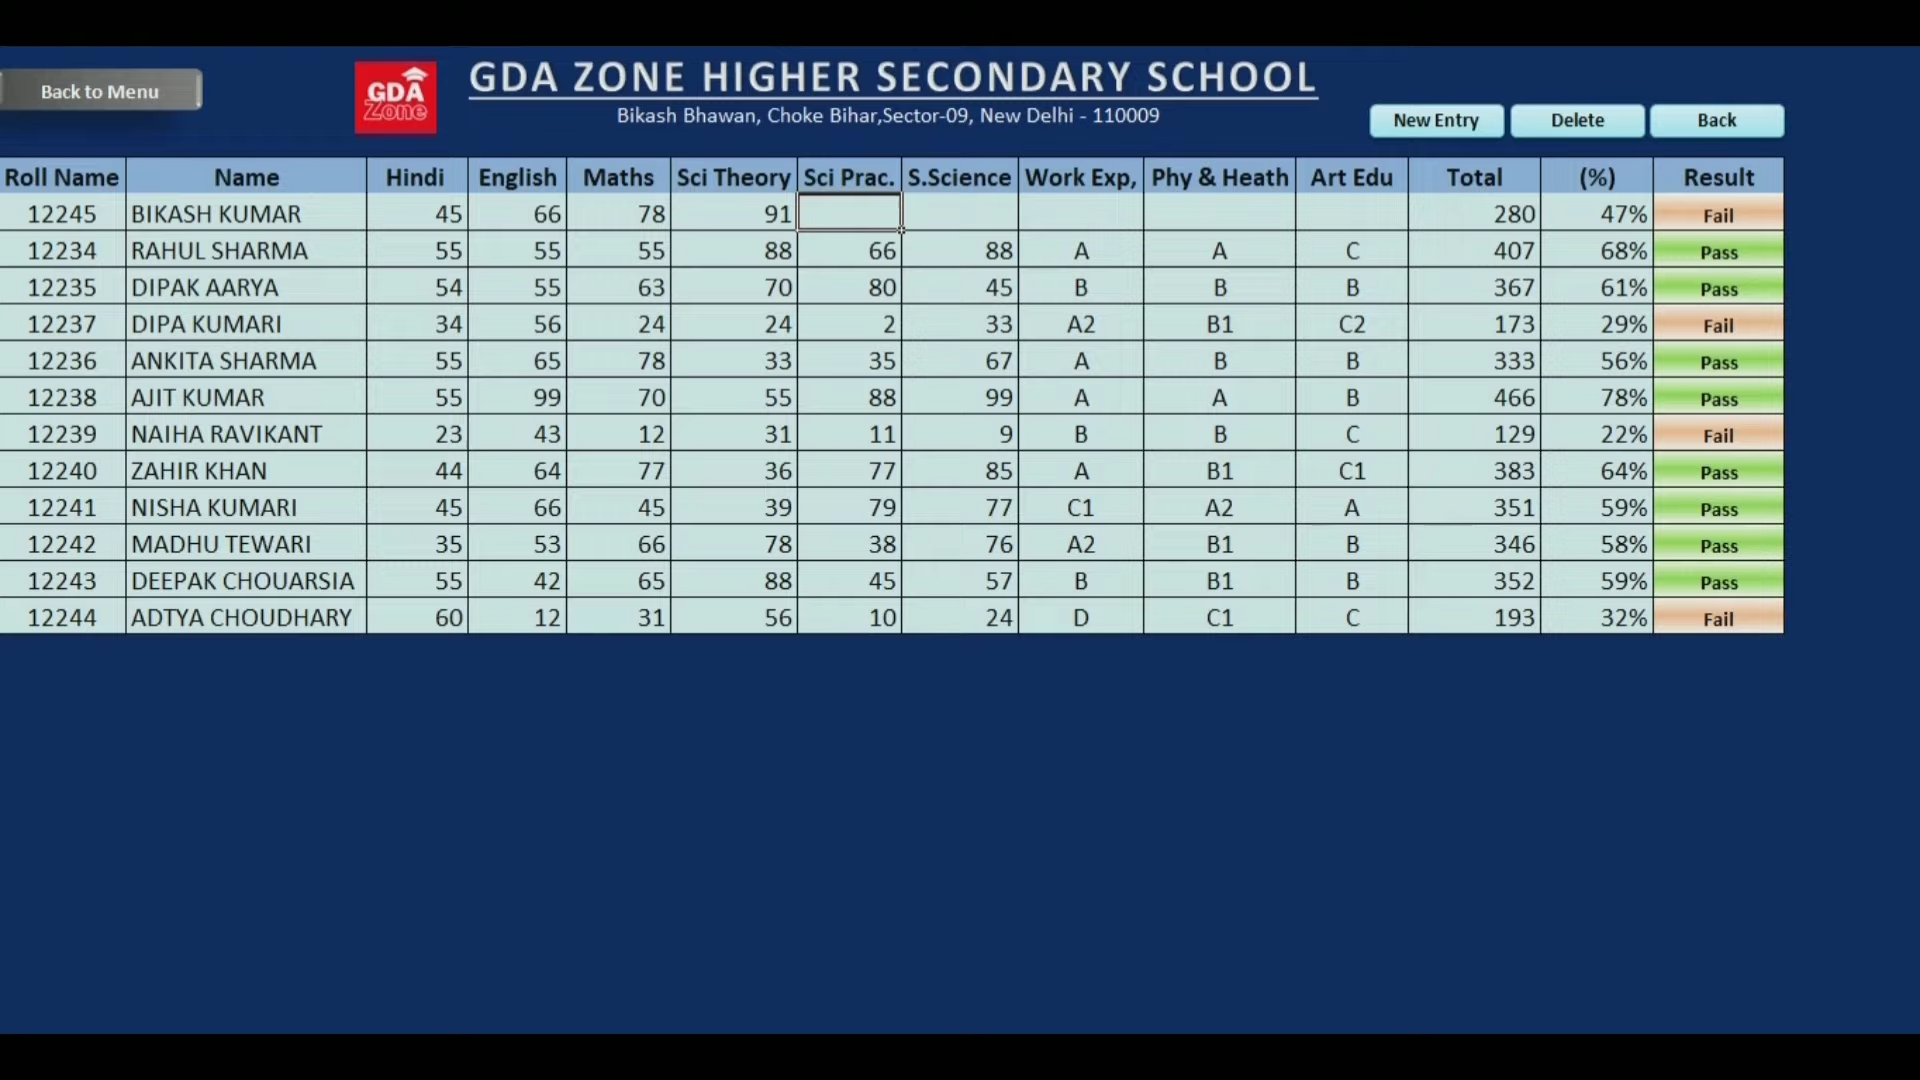 Back to Menu
GDA
Zone
GDA ZONE HIGHER SECONDARY SCHOOL
Bikash Bhawan, Choke Bihar,Sector-09, New Delhi - 110009
New Entry Delete Back
Roll Name Name Hindi English Maths Sci Theory Sci Prac. S.Science Work Exp, Phy & Heath Art Edu Total (%) Result
12245 BIKASH KUMAR 45 66 78 91 280 47% Fail
12234 RAHUL SHARMA 55 55 55 88 66 88 A A C 407 68% Pass
12235 DIPAK AARYA 54 55 63 70 80 45 B B B 367 61% Pass
12237 DIPA KUMARI 34 56 24 24 2 33 A2 B1 C2 173 29% Fail
12236 ANKITA SHARMA 55 65 78 33 35 67 A B B 333 56% Pass
12238 AJIT KUMAR 55 99 70 55 88 99 A A B 466 78% Pass
12239 NAIHA RAVIKANT 23 43 12 31 11 9 B B C 129 22% Fail
12240 ZAHIR KHAN 44 64 77 36 77 85 A B1 C1 383 64% Pass
12241 NISHA KUMARI 45 66 45 39 79 77 C1 A2 A 351 59% Pass
12242 MADHU TEWARI 35 53 66 78 38 76 A2 B1 B 346 58% Pass
12243 DEEPAK CHOUARSIA 55 42 65 88 45 57 B B1 B 352 59% Pass
12244 ADTYA CHOUDHARY 60 12 31 56 10 24 D C1 C 193 32% Fail